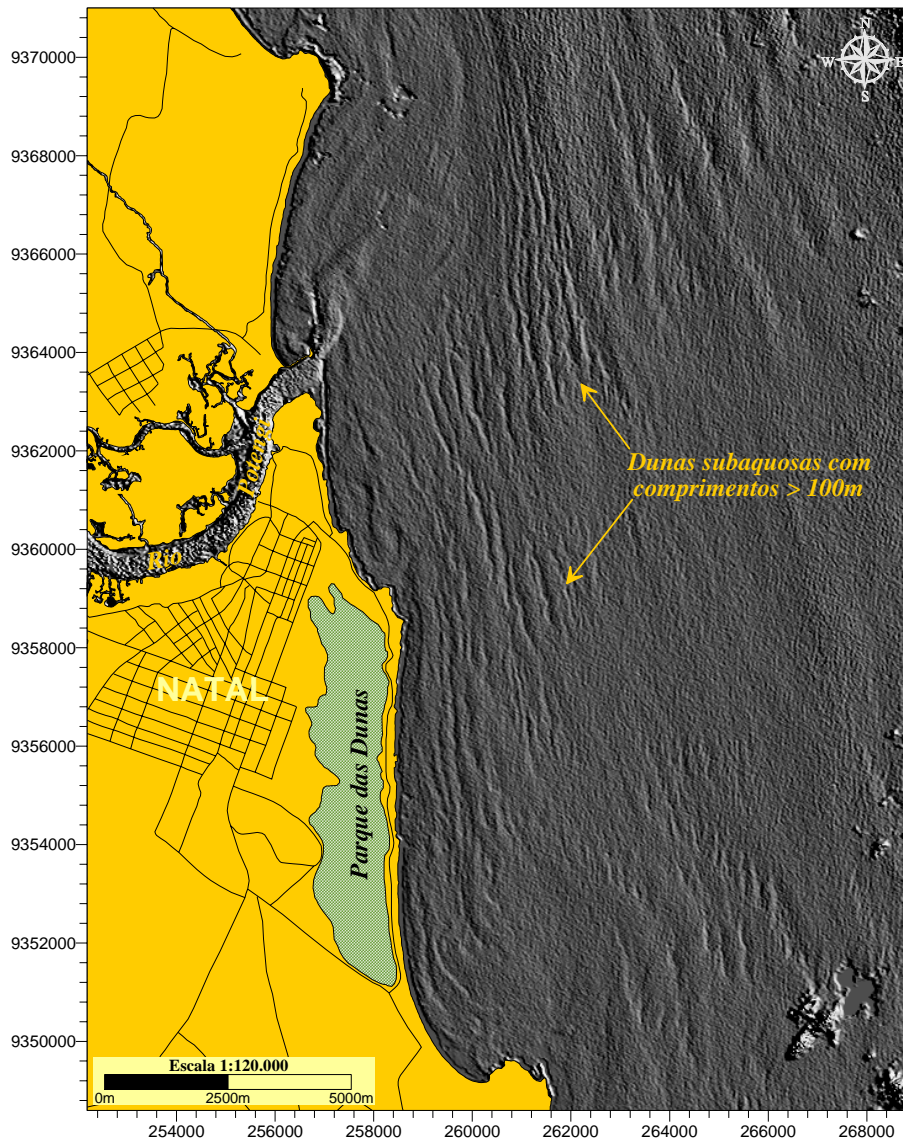 9370000
N
W
E
S
9368000
9366000
9364000
Potengi
9362000
Dunas subaquosas com
comprimentos > 100m
9360000
Rio
9358000
NATAL
Parque das Dunas
9356000
9354000
9352000
9350000
Escala 1:120.000
0m 2500m 5000m
254000 256000 258000 260000 262000 264000 266000 268000